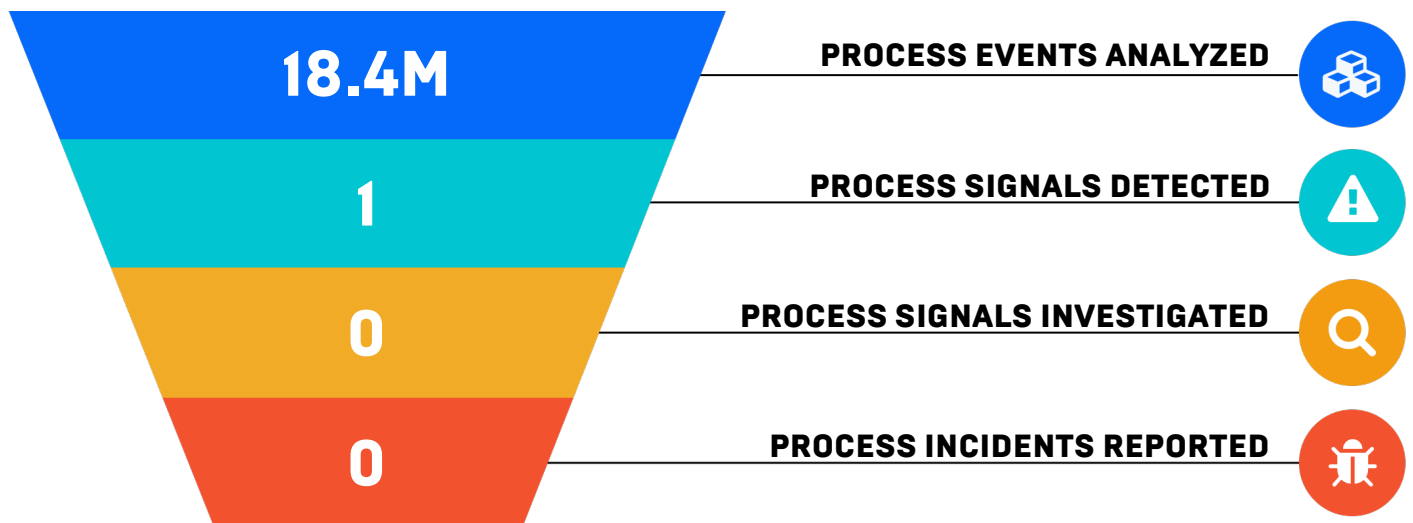 18.4M
PROCESS EVENTS ANALYZED
1
PROCESS SIGNALS DETECTED
0
PROCESS SIGNALS INVESTIGATED
0
PROCESS INCIDENTS REPORTED